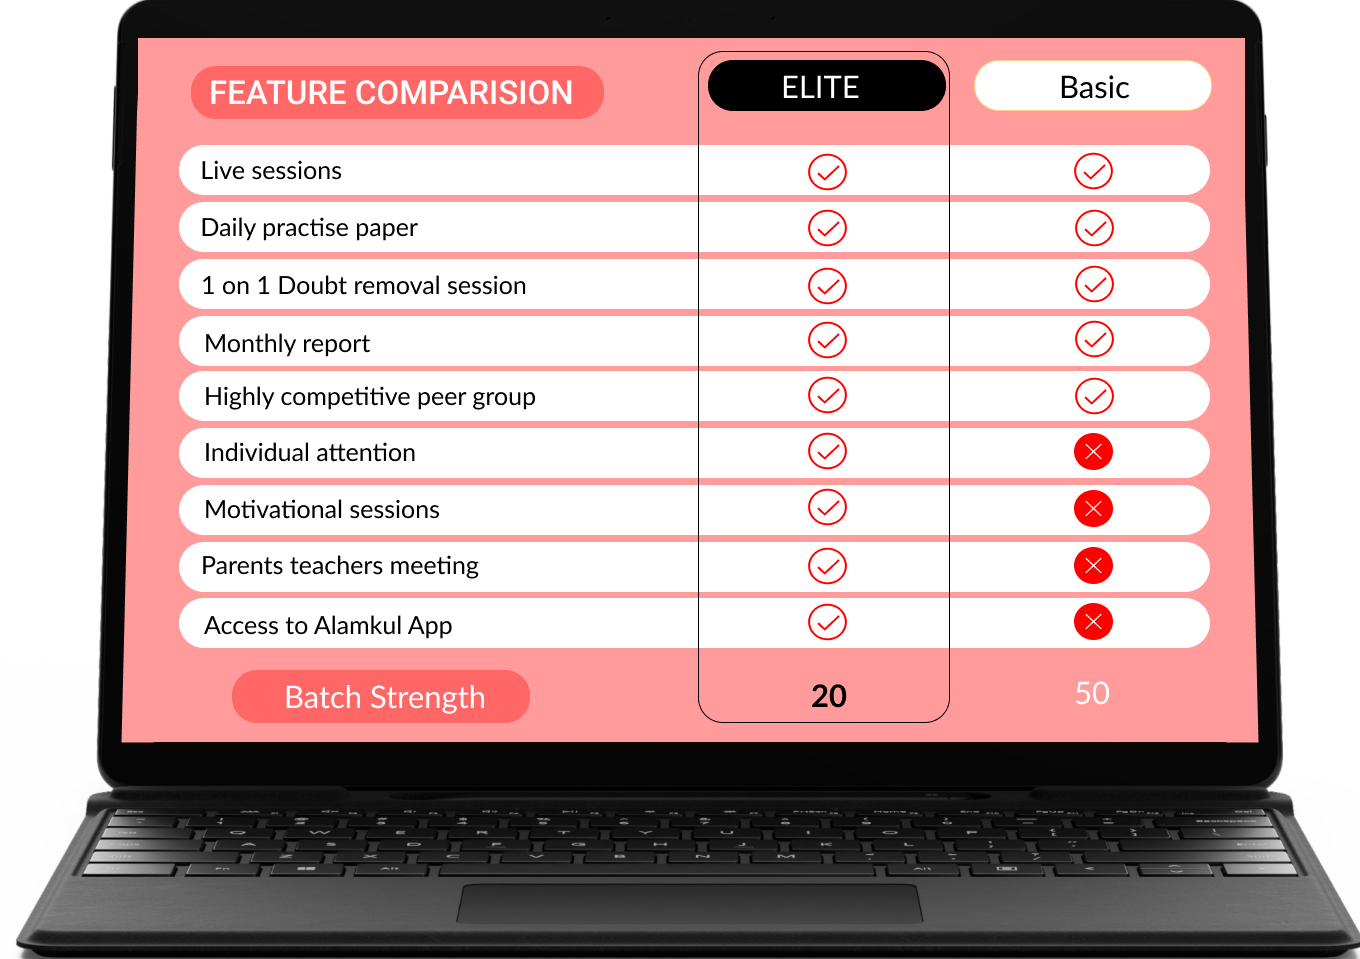 FEATURE COMPARISION
ELITE
Basic
Live sessions
Daily practise paper
1 on 1 Doubt removal session
Monthly report
Highly competitive peer group
Individual attention
Motivational sessions
Parents teachers meeting
Access to Alamkul App
Batch Strength
20
50